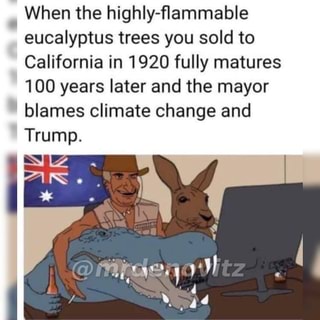 When the highly-flammable
eucalyptus trees you sold to
California in 1920 fully matures
100 years later and the mayor
blames climate change and
Trump.
@mrdenovitz